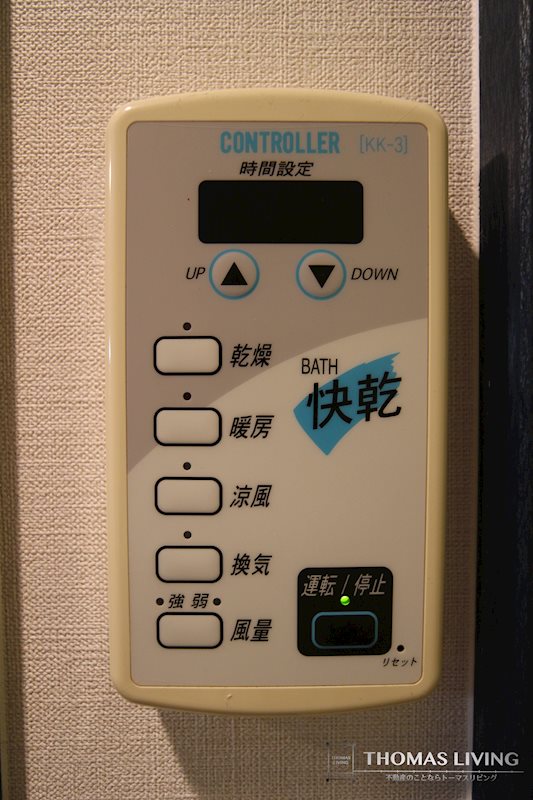 CONTROLLER [KK-3]
時間設定
UP ▲ ▼ DOWN
乾燥
BATH
快乾
暖房
涼風
換気
強 弱
風量
運転/停止
リセット
THOMAS LIVING
THOMAS LIVING
不動産のことならトーマスリビング